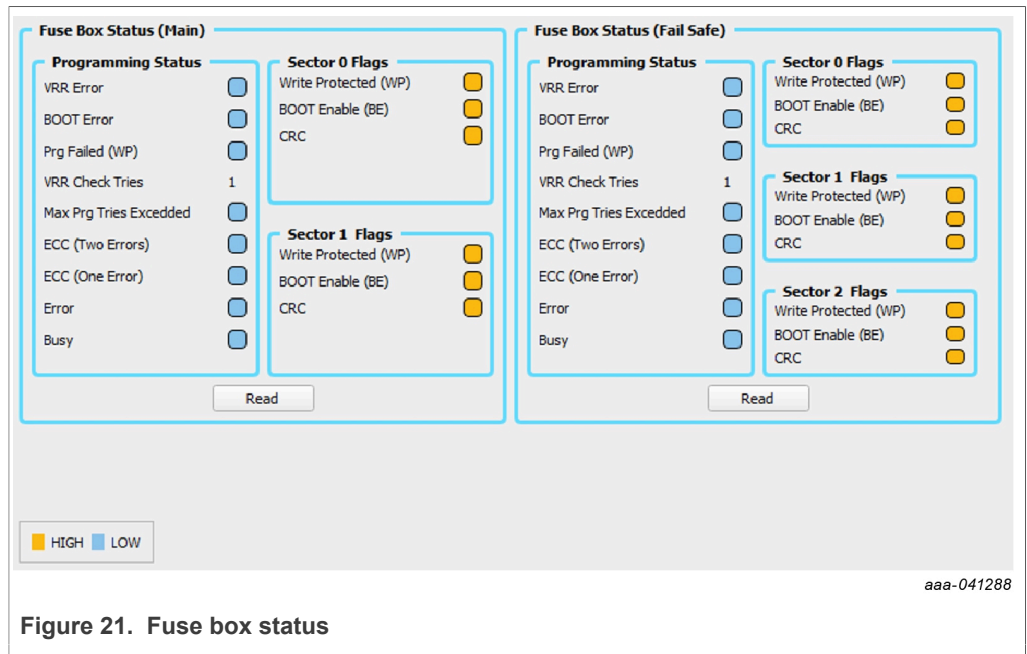 Fuse Box Status (Main)
Programming Status
VRR Error
BOOT Error
Prg Failed (WP)
VRR Check Tries 1
Max Prg Tries Excedded
ECC (Two Errors)
ECC (One Error)
Error
Busy
Sector 0 Flags
Write Protected (WP)
BOOT Enable (BE)
CRC
Sector 1 Flags
Write Protected (WP)
BOOT Enable (BE)
CRC
Read
Fuse Box Status (Fail Safe)
Programming Status
VRR Error
BOOT Error
Prg Failed (WP)
VRR Check Tries 1
Max Prg Tries Excedded
ECC (Two Errors)
ECC (One Error)
Error
Busy
Sector 0 Flags
Write Protected (WP)
BOOT Enable (BE)
CRC
Sector 1 Flags
Write Protected (WP)
BOOT Enable (BE)
CRC
Sector 2 Flags
Write Protected (WP)
BOOT Enable (BE)
CRC
Read
HIGH LOW
aaa-041288
Figure 21. Fuse box status